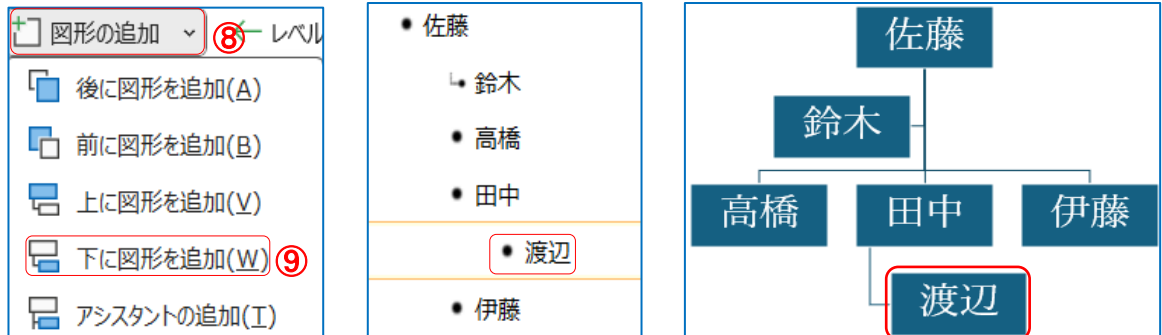 図形の追加
⑧
レベル
後に図形を追加(A)
前に図形を追加(B)
上に図形を追加(V)
下に図形を追加(W)
⑨
アシスタントの追加(T)
佐藤
鈴木
高橋
田中
渡辺
伊藤
佐藤
鈴木
高橋 田中 伊藤
渡辺